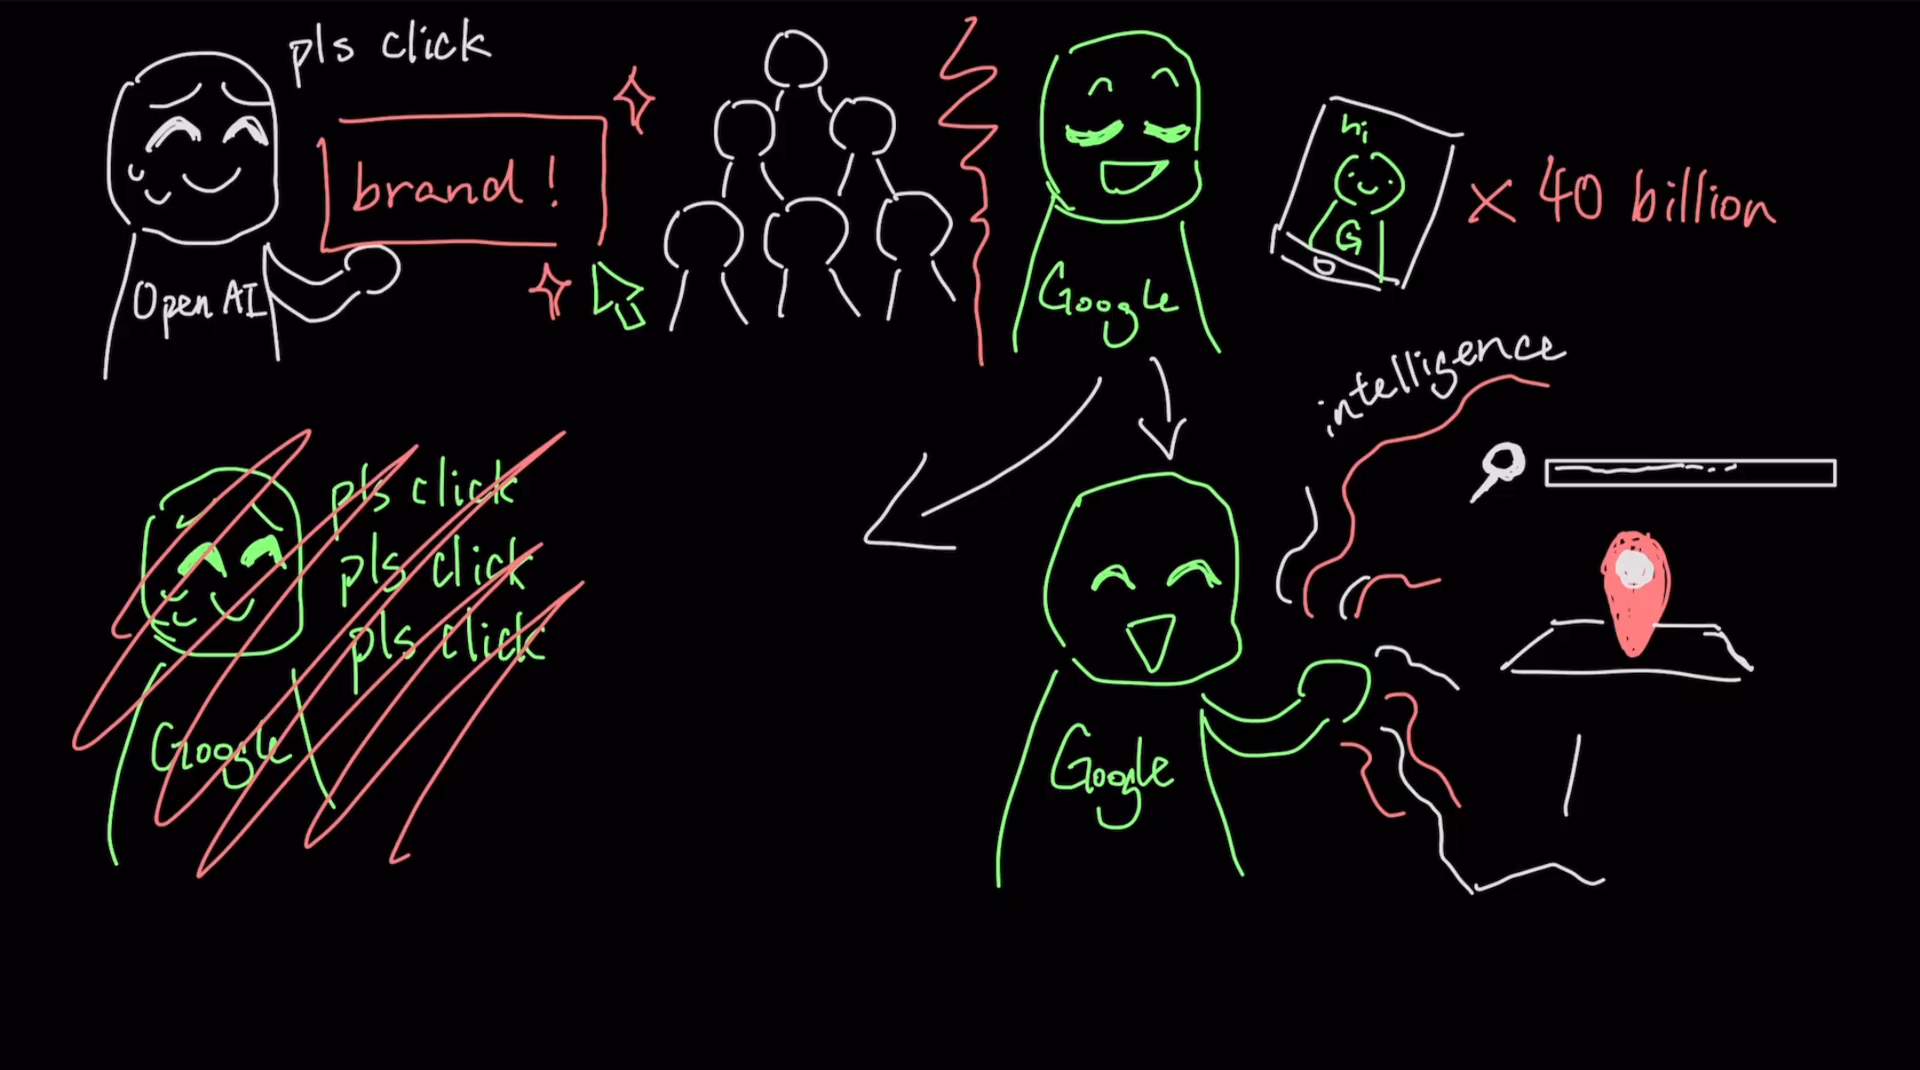 pls click
brand!
Open AI
Google
hi
G
× 40 billion
intelligence
pls click
pls click
pls click
Google
Google